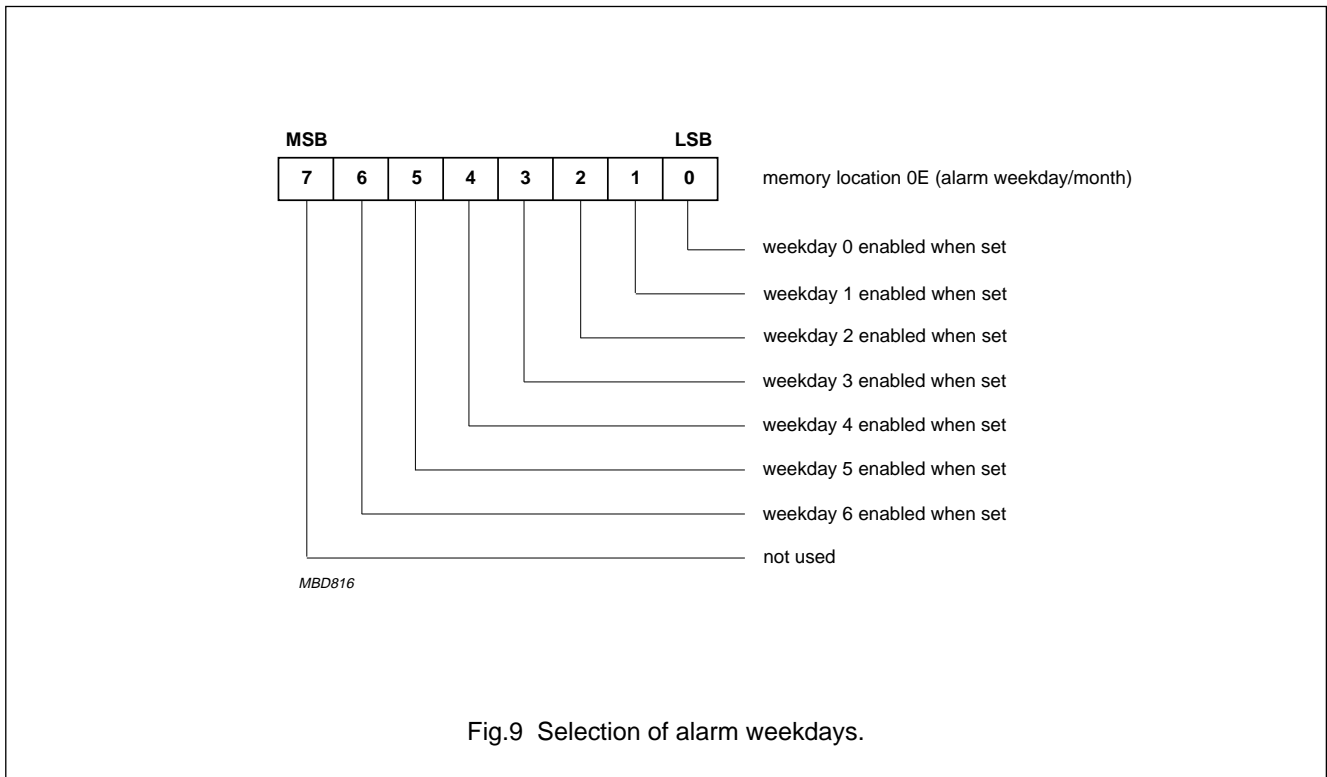 MSB LSB
7 6 5 4 3 2 1 0 memory location 0E (alarm weekday/month)
weekday 0 enabled when set
weekday 1 enabled when set
weekday 2 enabled when set
weekday 3 enabled when set
weekday 4 enabled when set
weekday 5 enabled when set
weekday 6 enabled when set
not used
MBD816
Fig.9 Selection of alarm weekdays.